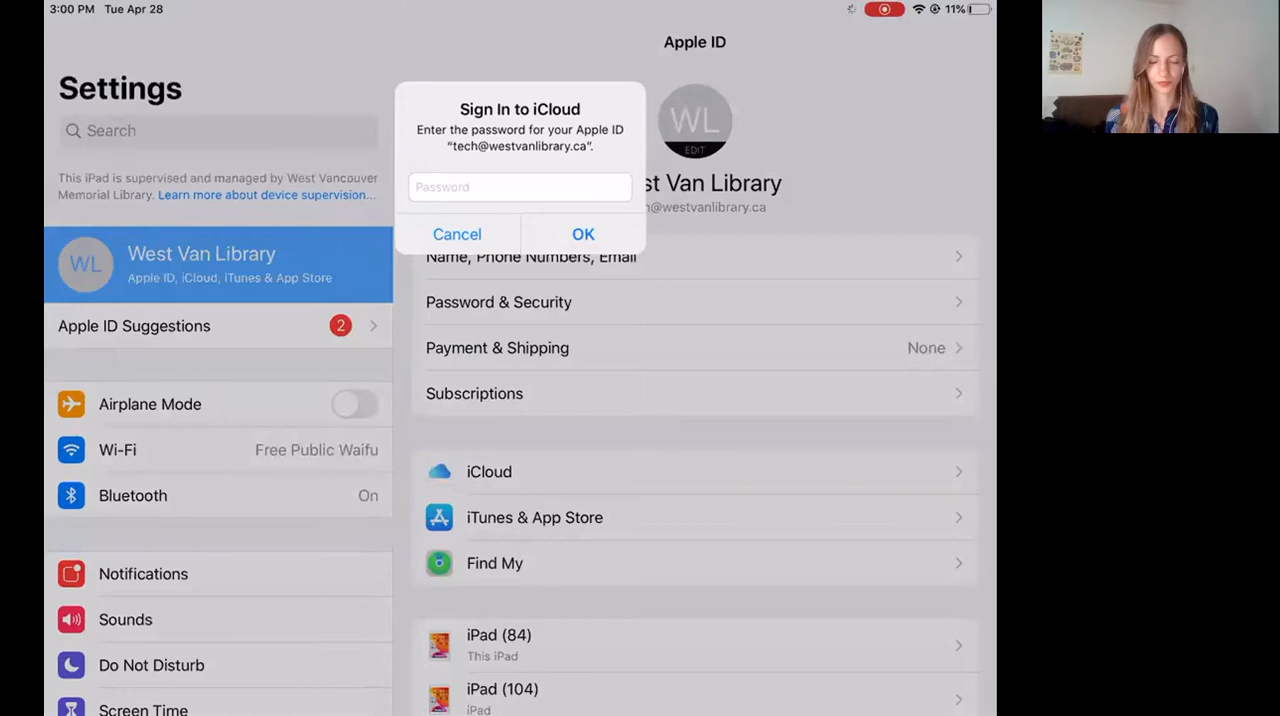 3:00 PM Tue Apr 28
11%
Apple ID
Settings
Search
This iPad is supervised and managed by West Vancouver
Memorial Library. Learn more about device supervision...
WL
West Van Library
Apple ID, iCloud, iTunes & App Store
Apple ID Suggestions
2
Airplane Mode
Wi-Fi
Free Public Waifu
Bluetooth
On
Notifications
Sounds
Do Not Disturb
Screen Time
Sign In to iCloud
Enter the password for your Apple ID
“tech@westvanlibrary.ca”.
Password
Cancel
OK
WL
EDIT
st Van Library
h@westvanlibrary.ca
Name, Phone Numbers, Email
Password & Security
Payment & Shipping
None
Subscriptions
iCloud
iTunes & App Store
Find My
iPad (84)
This iPad
iPad (104)
iPad